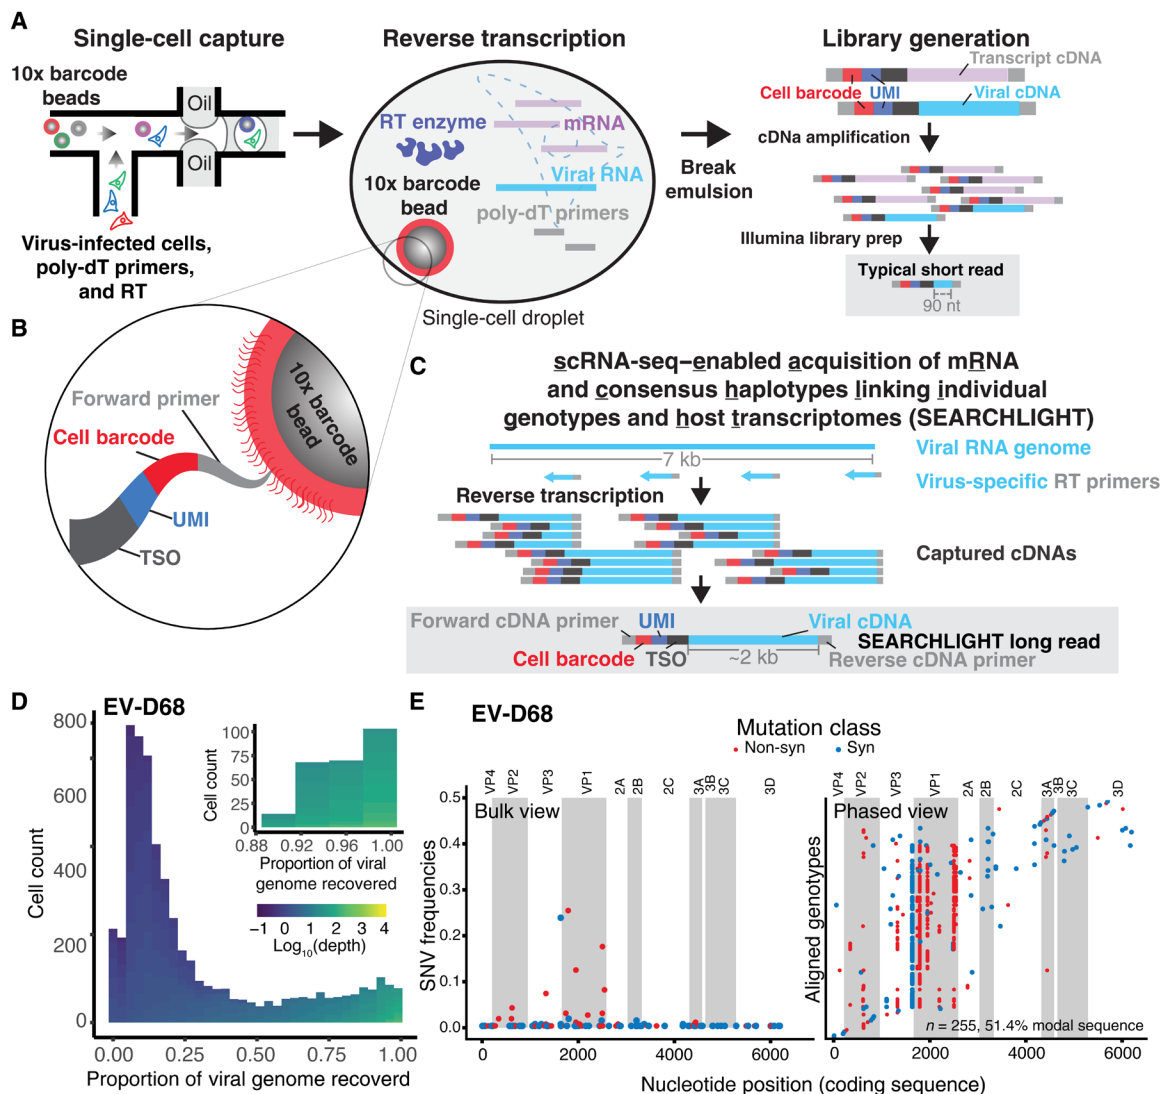 A
Single-cell capture
10x barcode
beads
Oil
Oil
Virus-infected cells,
poly-dT primers,
and RT
Reverse transcription
RT enzyme
mRNA
Viral RNA
10x barcode
bead
poly-dT primers
Single-cell droplet
Break
emulsion
Library generation
Transcript cDNA
Cell barcode
UMI
Viral cDNA
cDNa amplification
Illumina library prep
Typical short read
90 nt
B
10x barcode
bead
Forward primer
Cell barcode
UMI
TSO
C
scRNA-seq–enabled acquisition of mRNA
and consensus haplotypes linking individual
genotypes and host transcriptomes (SEARCHLIGHT)
Viral RNA genome
7 kb
Virus-specific RT primers
Reverse transcription
Captured cDNAs
Forward cDNA primer
UMI
Viral cDNA
SEARCHLIGHT long read
Cell barcode
TSO
~2 kb
Reverse cDNA primer
D
EV-D68
Cell count
800
600
400
200
0
0.00 0.25 0.50 0.75 1.00
Proportion of viral genome recoverd
Cell count
100
75
50
25
0
0.88 0.92 0.96 1.00
Proportion of viral
genome recovered
−1 0 1 2 3 4
Log10(depth)
E
EV-D68
Mutation class
Non-syn Syn
VP4 VP2 VP3 VP1 2A 2B 2C 3A 3B 3C 3D
Bulk view
SNV frequencies
0.5
0.4
0.3
0.2
0.1
0.0
0 2000 4000 6000
VP4 VP2 VP3 VP1 2A 2B 2C 3A 3B 3C 3D
Phased view
Aligned genotypes
n = 255, 51.4% modal sequence
0 2000 4000 6000
Nucleotide position (coding sequence)